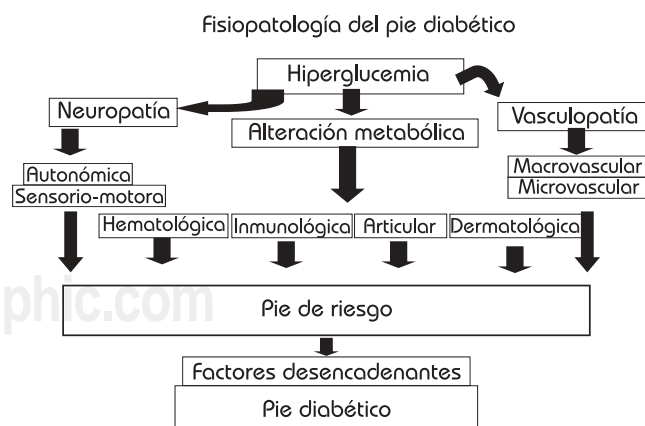 Fisiopatología del pie diabético
Hiperglucemia
Neuropatía
Alteración metabólica
Vasculopatía
Autonómica
Sensorio-motora
Macrovascular
Microvascular
Hematológica
Inmunológica
Articular
Dermatológica
Pie de riesgo
phic.com
Factores desencadenantes
Pie diabético